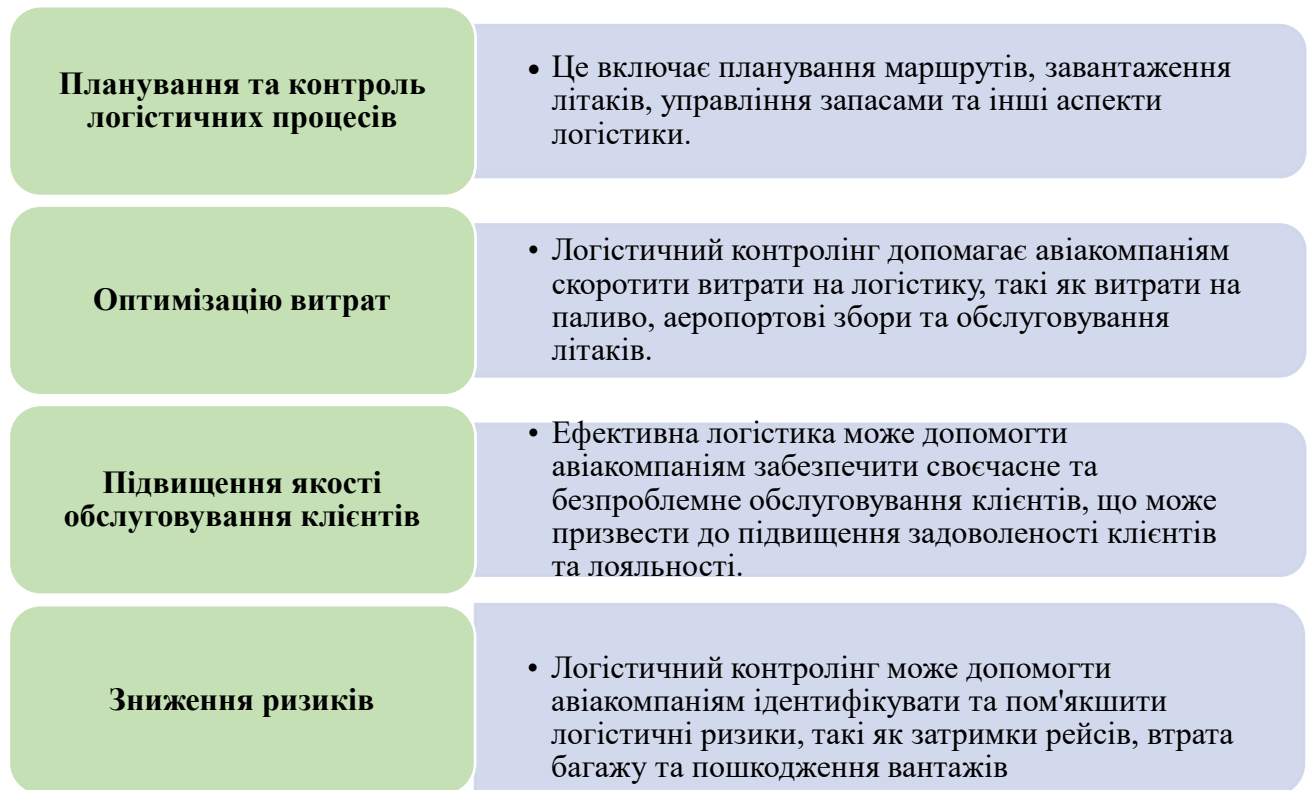 Планування та контроль
логістичних процесів
• Це включає планування маршрутів, завантаження
літаків, управління запасами та інші аспекти
логістики.
Оптимізацію витрат
• Логістичний контролінг допомагає авіакомпаніям
скоротити витрати на логістику, такі як витрати на
паливо, аеропортові збори та обслуговування
літаків.
Підвищення якості
обслуговування клієнтів
• Ефективна логістика може допомогти
авіакомпаніям забезпечити своєчасне та
безпроблемне обслуговування клієнтів, що може
призвести до підвищення задоволеності клієнтів
та лояльності.
Зниження ризиків
• Логістичний контролінг може допомогти
авіакомпаніям ідентифікувати та пом'якшити
логістичні ризики, такі як затримки рейсів, втрата
багажу та пошкодження вантажів